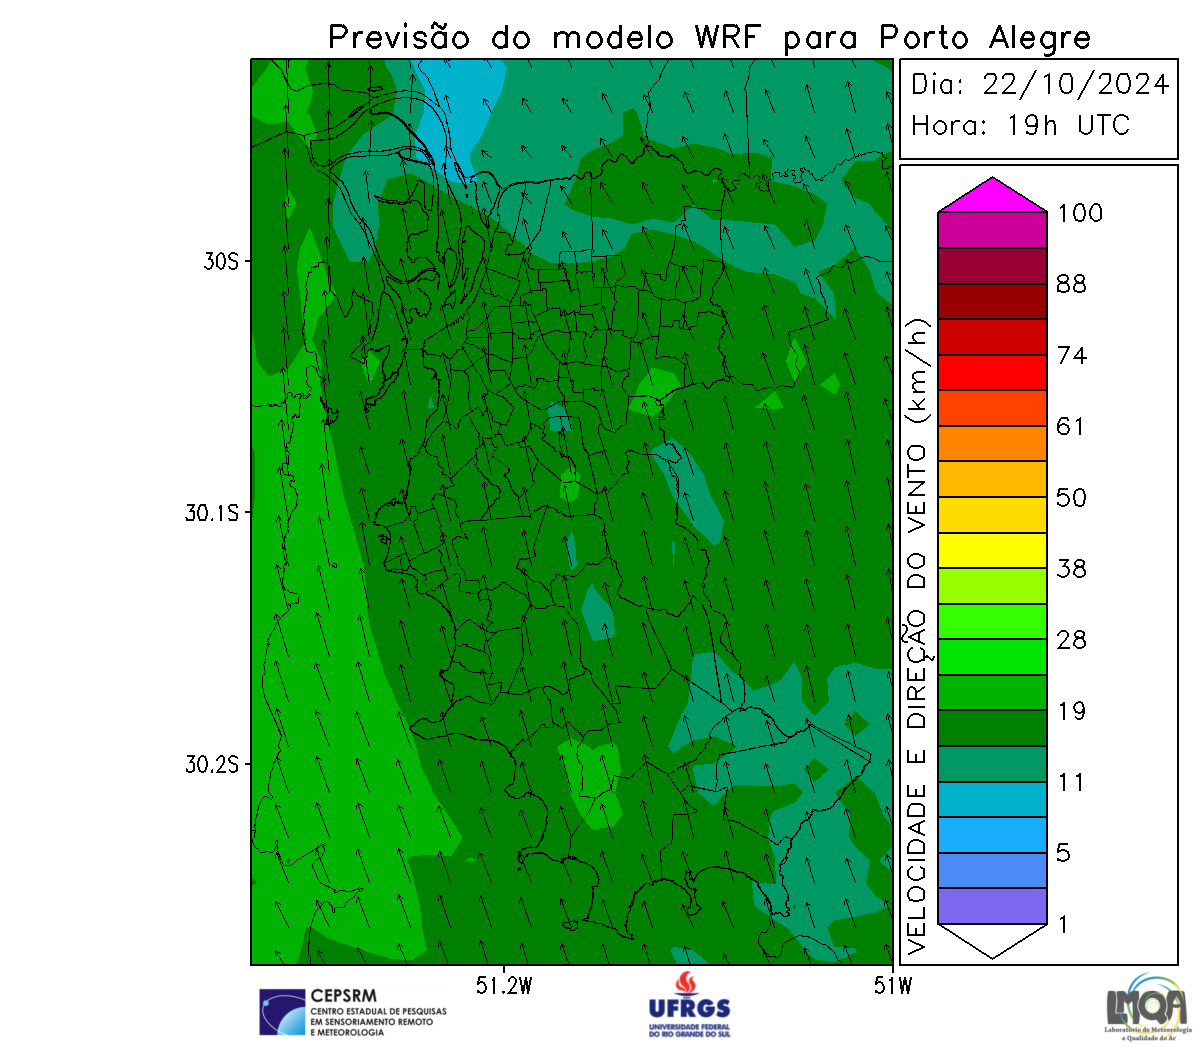 Previsão do modelo WRF para Porto Alegre
Dia: 22/10/2024
Hora: 19h UTC
30S
30.1S
30.2S
51.2W
51W
VELOCIDADE E DIREÇÃO DO VENTO (km/h)
100
88
74
61
50
38
28
19
11
5
1
CEPSRM
CENTRO ESTADUAL DE PESQUISAS
EM SENSORIAMENTO REMOTO
E METEOROLOGIA
UFRGS
UNIVERSIDADE FEDERAL
DO RIO GRANDE DO SUL
LMQA
Laboratório de Meteorologia
e Qualidade do Ar